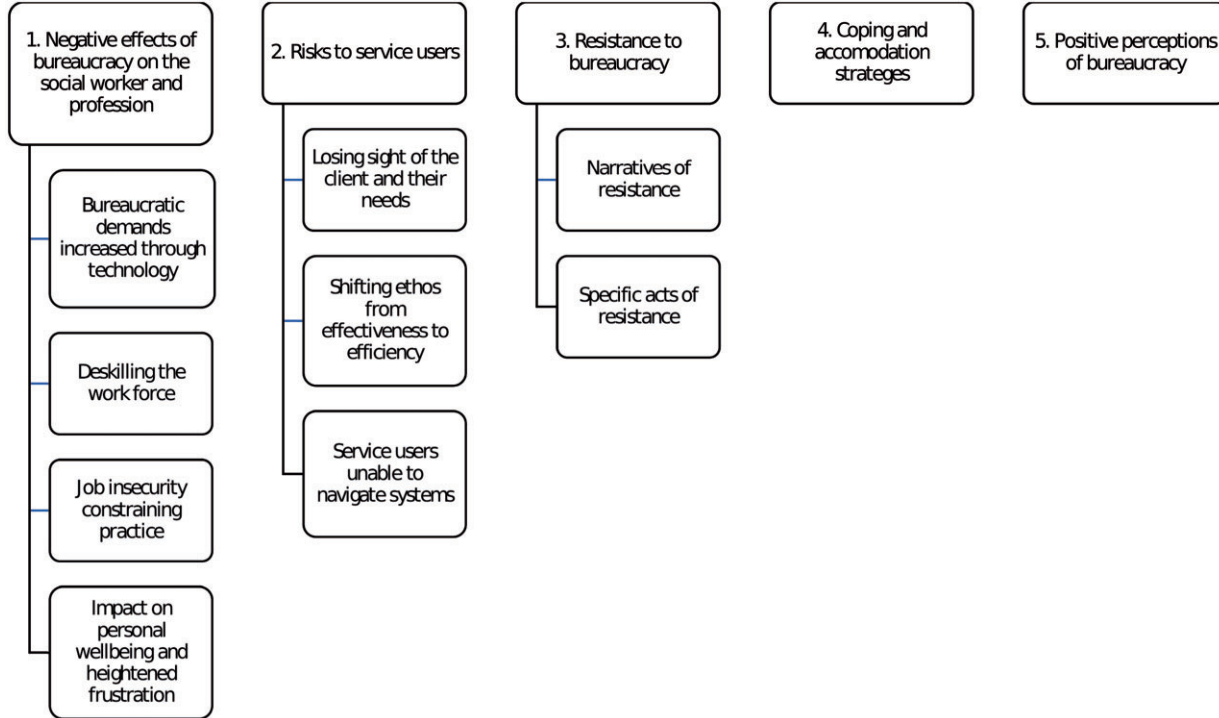 1. Negative effects of
bureaucracy on the
social worker and
profession
Bureaucratic
demands
increased through
technology
Deskilling the
work force
Job insecurity
constraining
practice
Impact on
personal
wellbeing and
heightened
frustration
2. Risks to service users
Losing sight of the
client and their
needs
Shifting ethos
from
effectiveness to
efficiency
Service users
unable to
navigate systems
3. Resistance to
bureaucracy
Narratives of
resistance
Specific acts of
resistance
4. Coping and
accomodation
strateges
5. Positive perceptions
of bureaucracy